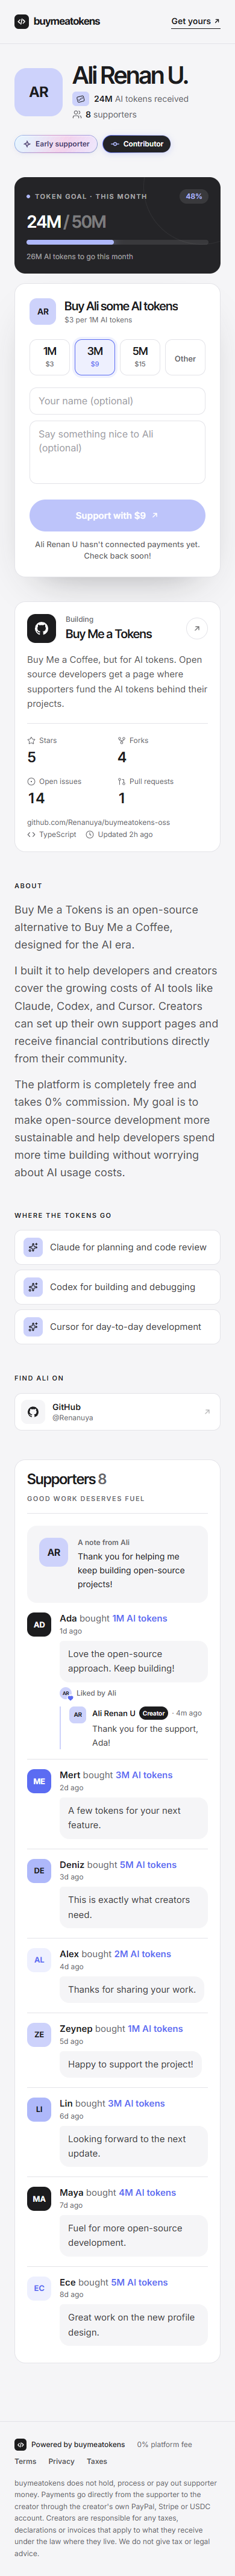 buymeatokens
Get yours ↗
AR
Ali Renan U.
24M AI tokens received
8 supporters
Early supporter
Contributor
TOKEN GOAL · THIS MONTH
48%
24M / 50M
26M AI tokens to go this month
AR
Buy Ali some AI tokens
$3 per 1M AI tokens
1M
$3
3M
$9
5M
$15
Other
Your name (optional)
Say something nice to Ali
(optional)
Support with $9 ↗
Ali Renan U hasn't connected payments yet.
Check back soon!
Building
Buy Me a Tokens
↗
Buy Me a Coffee, but for AI tokens. Open
source developers get a page where
supporters fund the AI tokens behind their
projects.
Stars
5
Forks
4
Open issues
14
Pull requests
1
github.com/Renanuya/buymeatokens-oss
TypeScript
Updated 2h ago
ABOUT
Buy Me a Tokens is an open-source
alternative to Buy Me a Coffee,
designed for the AI era.
I built it to help developers and creators
cover the growing costs of AI tools like
Claude, Codex, and Cursor. Creators
can set up their own support pages and
receive financial contributions directly
from their community.
The platform is completely free and
takes 0% commission. My goal is to
make open-source development more
sustainable and help developers spend
more time building without worrying
about AI usage costs.
WHERE THE TOKENS GO
Claude for planning and code review
Codex for building and debugging
Cursor for day-to-day development
FIND ALI ON
GitHub
@Renanuya
↗
Supporters 8
GOOD WORK DESERVES FUEL
AR
A note from Ali
Thank you for helping me
keep building open-source
projects!
AD
Ada bought 1M AI tokens
1d ago
Love the open-source
approach. Keep building!
AR
Liked by Ali
AR
Ali Renan U Creator · 4m ago
Thank you for the support,
Ada!
ME
Mert bought 3M AI tokens
2d ago
A few tokens for your next
feature.
DE
Deniz bought 5M AI tokens
3d ago
This is exactly what creators
need.
AL
Alex bought 2M AI tokens
4d ago
Thanks for sharing your work.
ZE
Zeynep bought 1M AI tokens
5d ago
Happy to support the project!
LI
Lin bought 3M AI tokens
6d ago
Looking forward to the next
update.
MA
Maya bought 4M AI tokens
7d ago
Fuel for more open-source
development.
EC
Ece bought 5M AI tokens
8d ago
Great work on the new profile
design.
Powered by buymeatokens
0% platform fee
Terms
Privacy
Taxes
buymeatokens does not hold, process or pay out supporter
money. Payments go directly from the supporter to the
creator through the creator's own PayPal, Stripe or USDC
account. Creators are responsible for any taxes,
declarations or invoices that apply to what they receive
under the law where they live. We do not give tax or legal
advice.